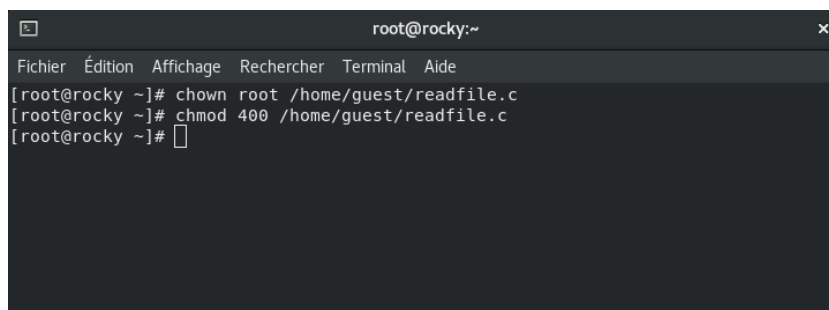 root@rocky:~
Fichier Édition Affichage Rechercher Terminal Aide
[root@rocky ~]# chown root /home/guest/readfile.c
[root@rocky ~]# chmod 400 /home/guest/readfile.c
[root@rocky ~]#